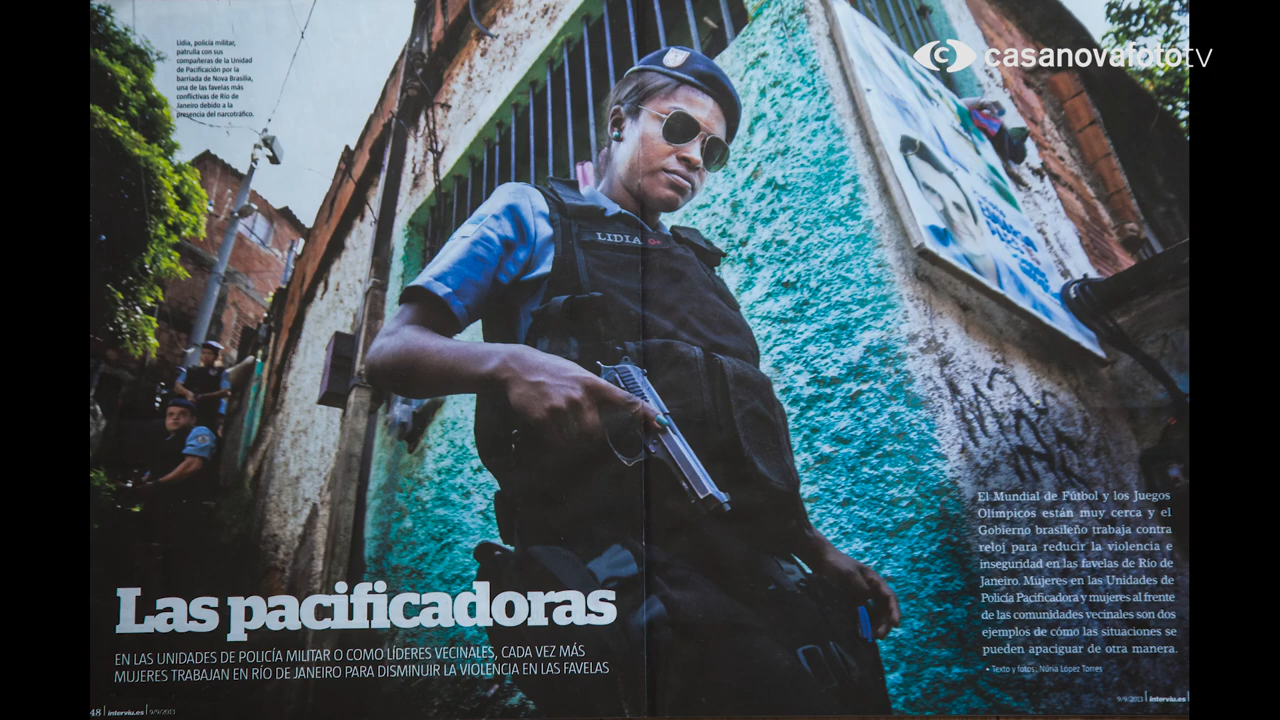 Lidia, policía militar,
patrulla con sus
compañeras de la Unidad
de Pacificación por la
barriada de Nova Brasilia,
una de las favelas más
conflictivas de Río de
Janeiro debido a la
presencia del narcotráfico.
casanovafototv
LIDIA O+
Las pacificadoras
EN LAS UNIDADES DE POLICÍA MILITAR O COMO LÍDERES VECINALES, CADA VEZ MÁS
MUJERES TRABAJAN EN RÍO DE JANEIRO PARA DISMINUIR LA VIOLENCIA EN LAS FAVELAS
El Mundial de Fútbol y los Juegos
Olímpicos están muy cerca y el
Gobierno brasileño trabaja contra
reloj para reducir la violencia e
inseguridad en las favelas de Río de
Janeiro. Mujeres en las Unidades de
Policía Pacificadora y mujeres al frente
de las comunidades vecinales son dos
ejemplos de cómo las situaciones se
pueden apaciguar de otra manera.
• Texto y fotos: Núria López Torres
48 | interviu.es | 9/9/2013
9/9/2013 | interviu.es